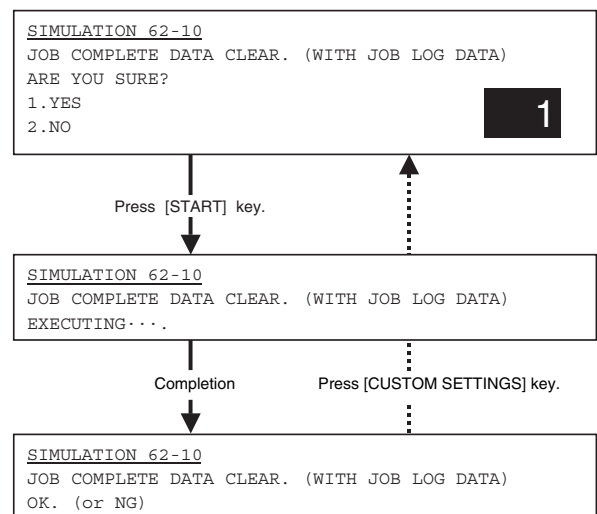 SIMULATION 62-10
JOB COMPLETE DATA CLEAR. (WITH JOB LOG DATA)
ARE YOU SURE?
1.YES
2.NO
1
Press [START] key.
SIMULATION 62-10
JOB COMPLETE DATA CLEAR. (WITH JOB LOG DATA)
EXECUTING···.
Completion
Press [CUSTOM SETTINGS] key.
SIMULATION 62-10
JOB COMPLETE DATA CLEAR. (WITH JOB LOG DATA)
OK. (or NG)